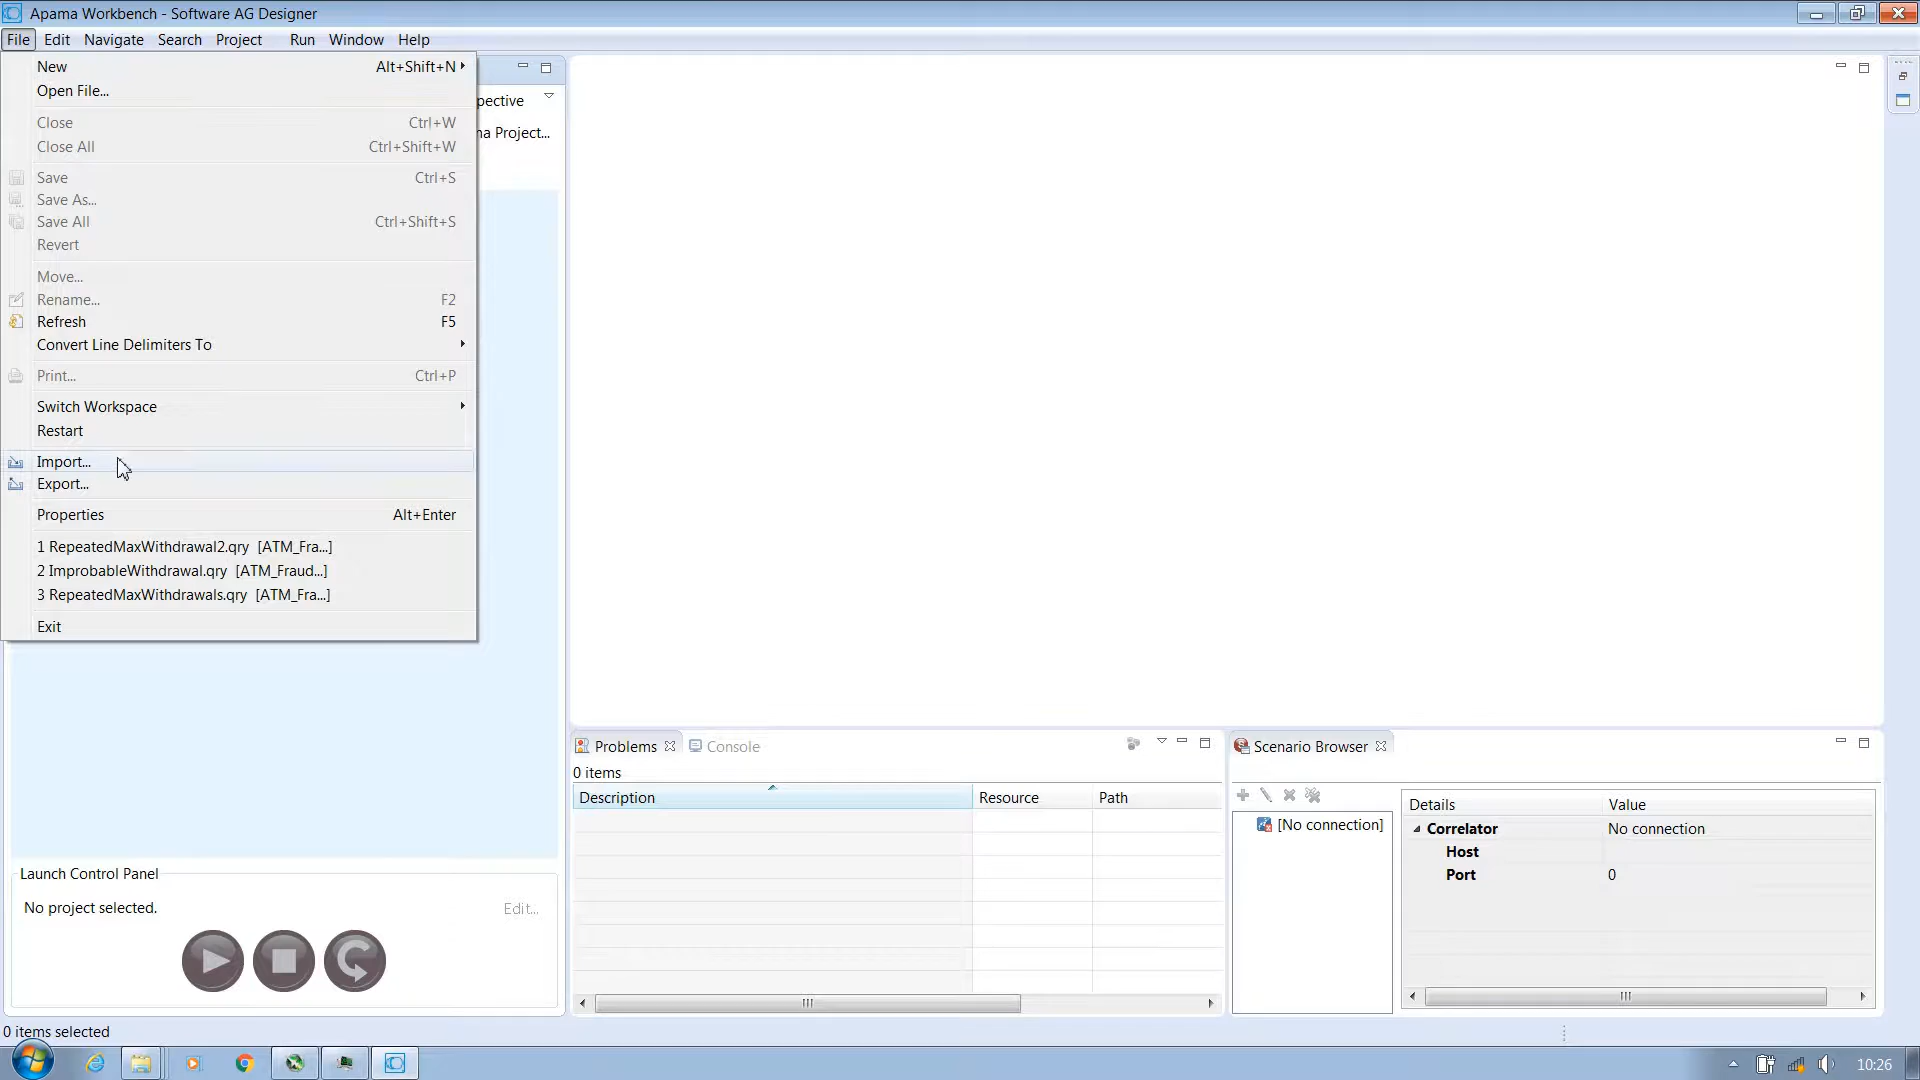 Apama Workbench - Software AG Designer
File Edit Navigate Search Project Run Window Help
New Alt+Shift+N
Open File...
pective
Close Ctrl+W
na Project...
Close All Ctrl+Shift+W
Save Ctrl+S
Save As...
Save All Ctrl+Shift+S
Revert
Move...
Rename... F2
Refresh F5
Convert Line Delimiters To
Print... Ctrl+P
Switch Workspace
Restart
Import...
Export...
Properties Alt+Enter
1 RepeatedMaxWithdrawal2.qry [ATM_Fra...]
2 ImprobableWithdrawal.qry [ATM_Fraud...]
3 RepeatedMaxWithdrawals.qry [ATM_Fra...]
Exit
Problems Console
0 items
Description Resource Path
Scenario Browser
[No connection]
Details Value
Correlator No connection
Host
Port 0
Launch Control Panel
No project selected. Edit...
0 items selected
10:26